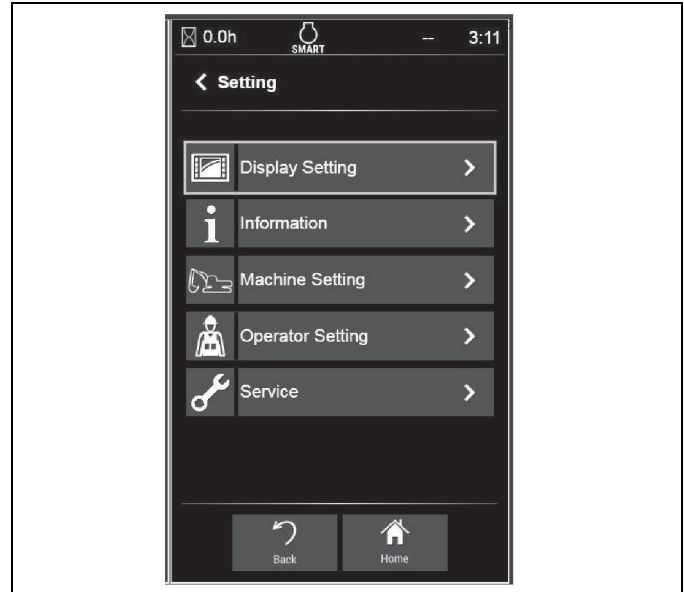 0.0h SMART -- 3:11
Setting
Display Setting
Information
Machine Setting
Operator Setting
Service
Back Home